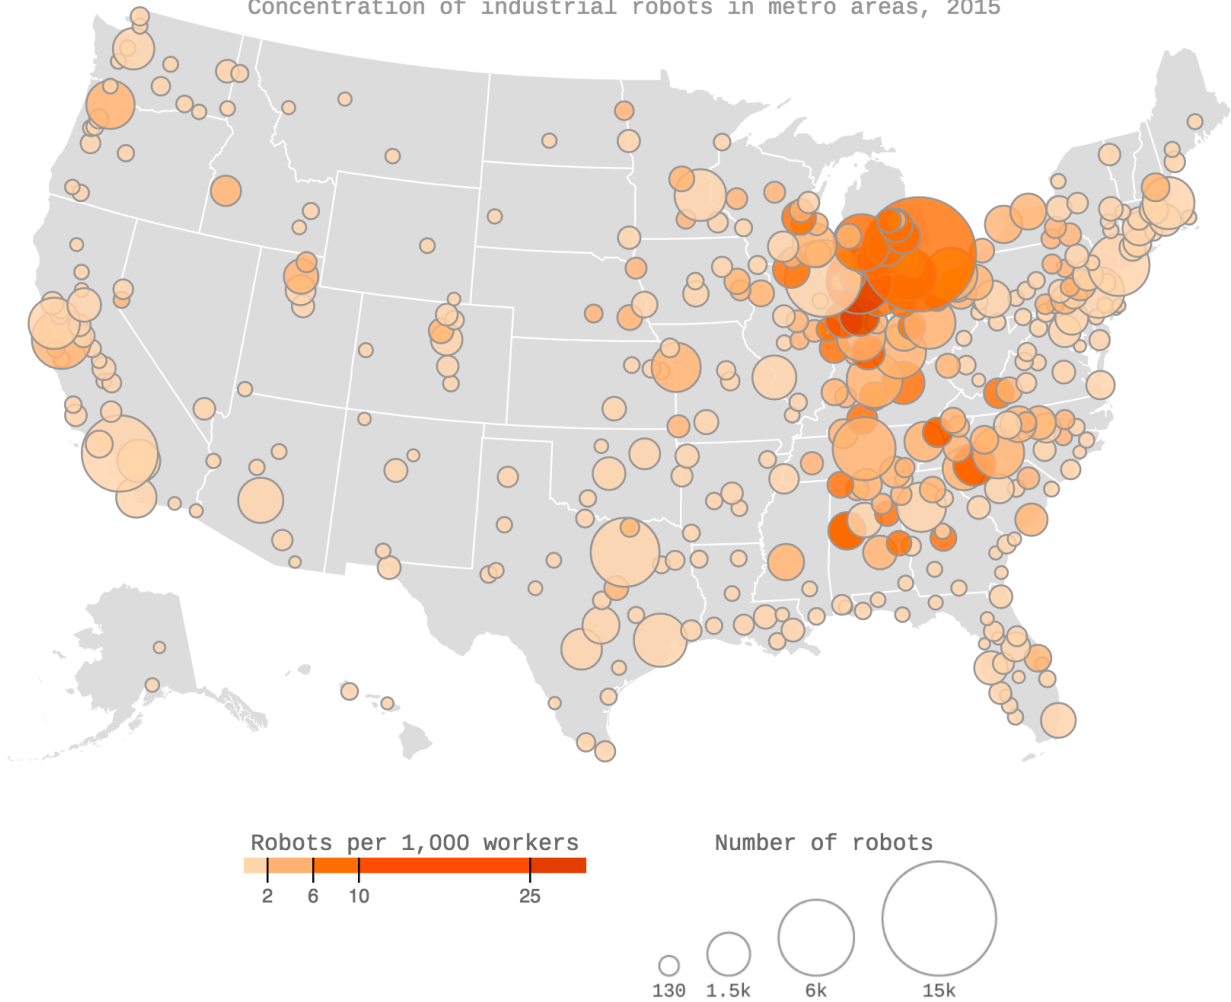 Concentration of industrial robots in metro areas, 2015
Robots per 1,000 workers
2 6 10 25
Number of robots
130 1.5k 6k 15k